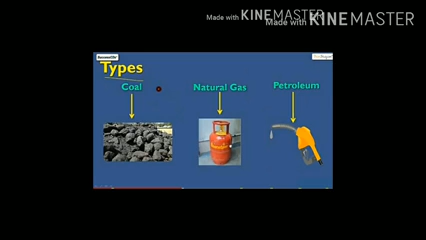 Made with KINEMASTER
Made with KINEMASTER
Types
Coal
Natural Gas
Petroleum